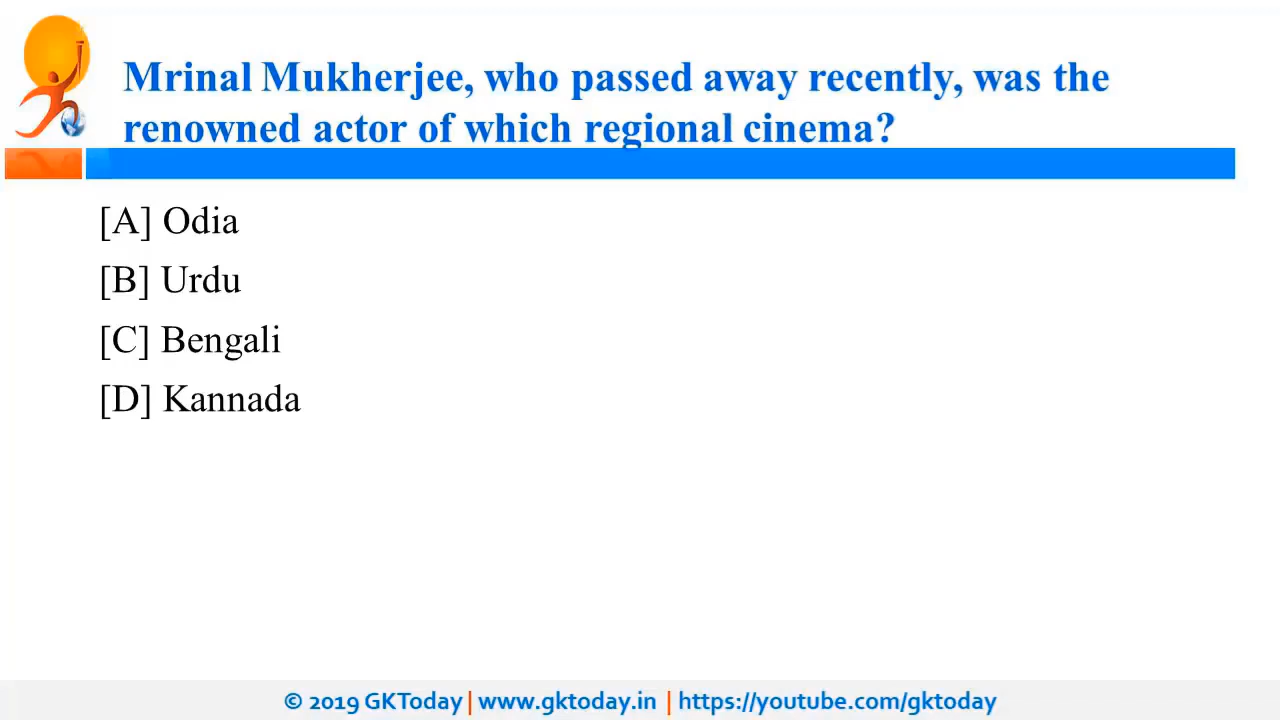 Mrinal Mukherjee, who passed away recently, was the
renowned actor of which regional cinema?
[A] Odia
[B] Urdu
[C] Bengali
[D] Kannada
© 2019 GKToday | www.gktoday.in | https://youtube.com/gktoday